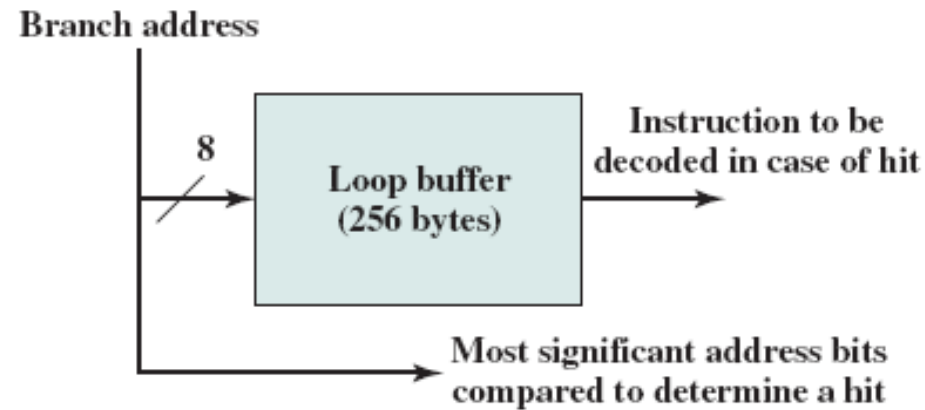 Branch address
8
Loop buffer
(256 bytes)
Instruction to be
decoded in case of hit
Most significant address bits
compared to determine a hit